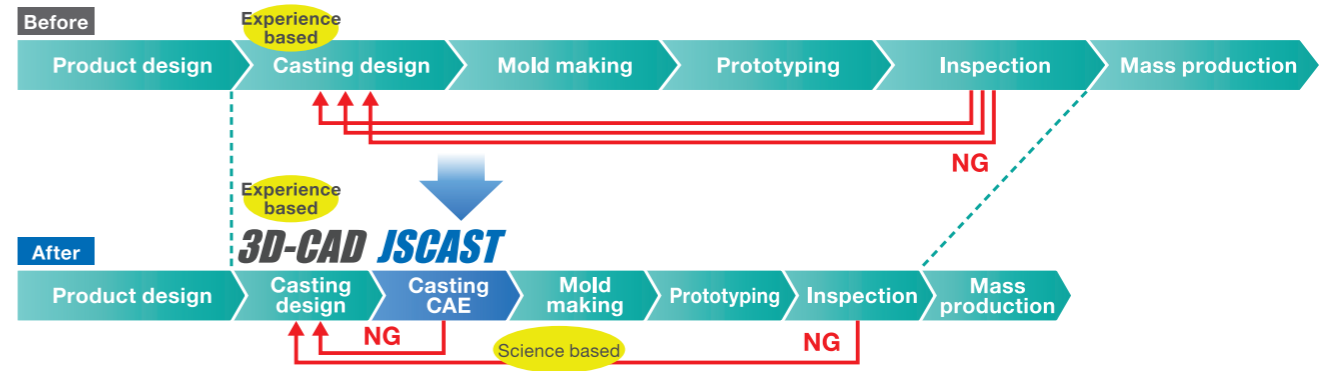 Before
Experience
based
Product design
Casting design
Mold making
Prototyping
Inspection
Mass production
NG
Experience
based
3D-CAD JSCAST
After
Product design
Casting
design
Casting
CAE
Mold
making
Prototyping
Inspection
Mass
production
NG
Science based
NG